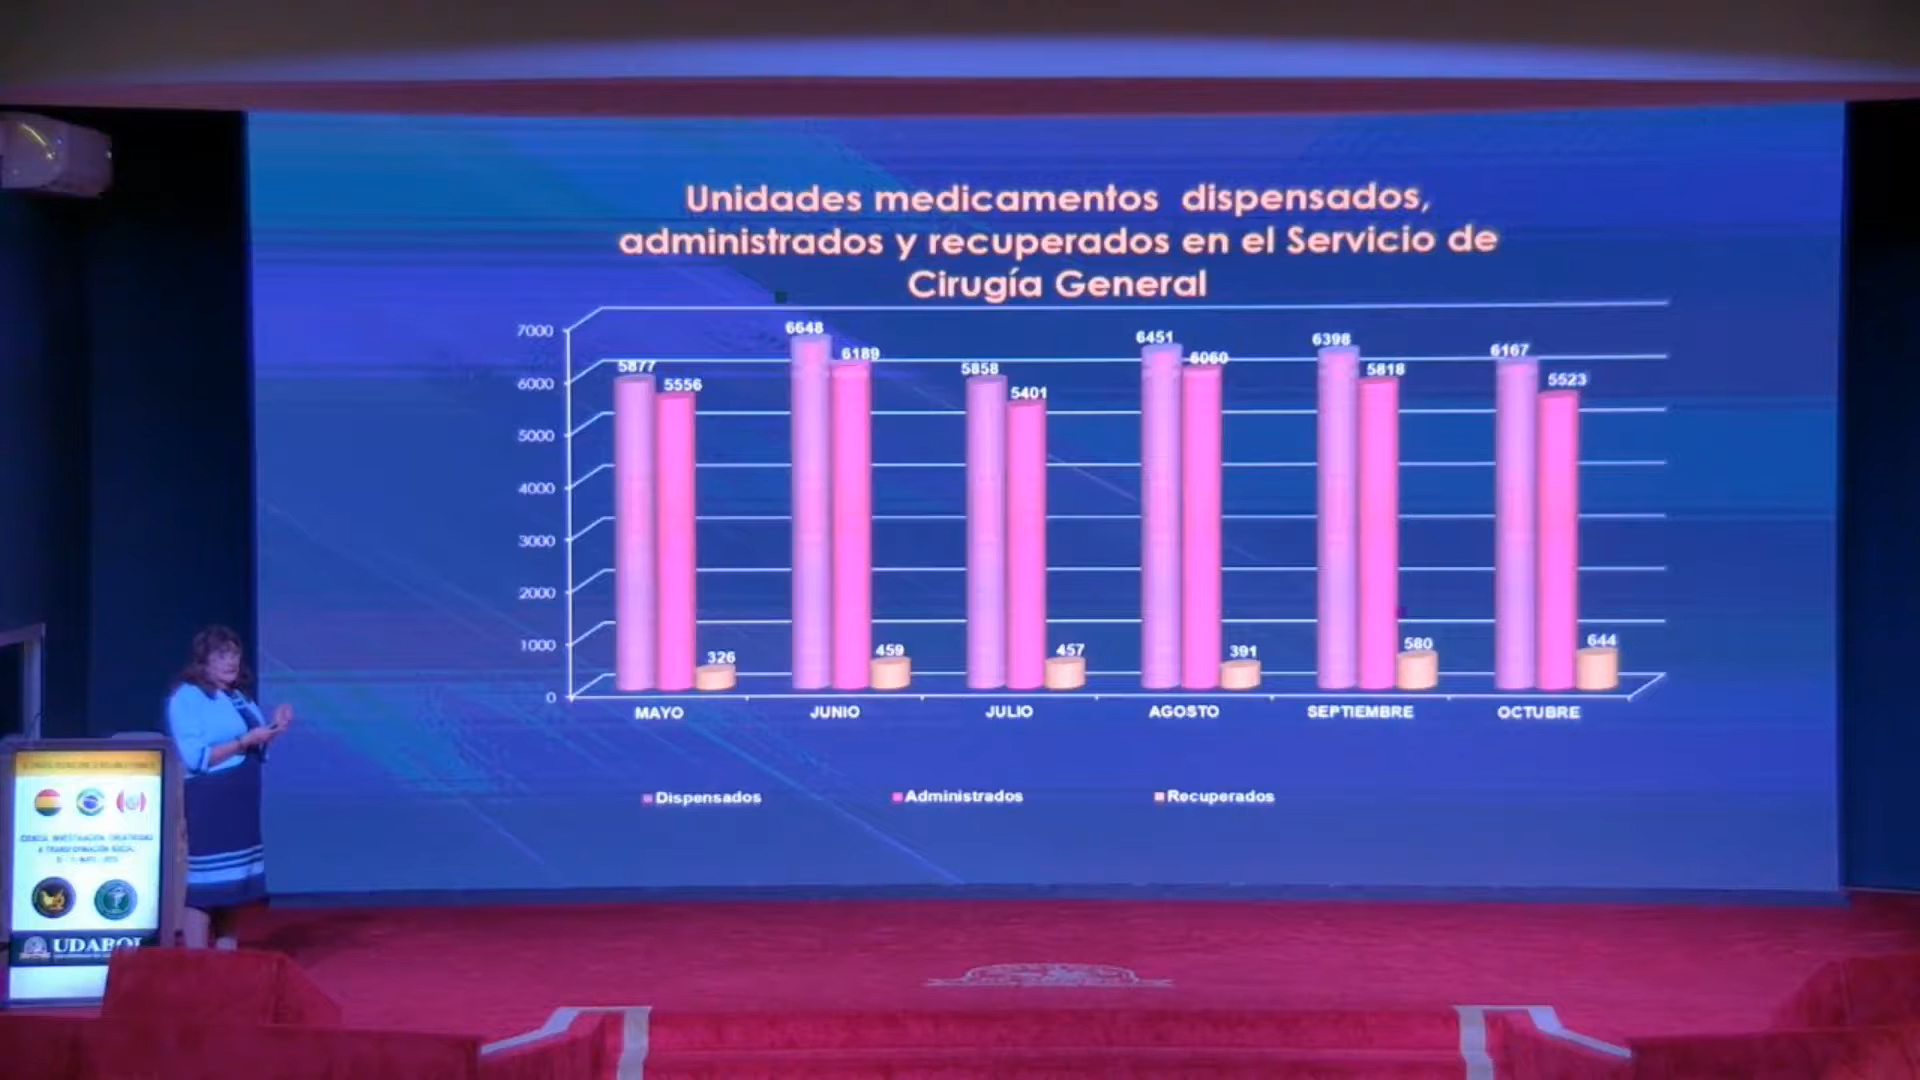 Unidades medicamentos dispensados,
administrados y recuperados en el Servicio de
Cirugía General
7000
6000
5000
4000
3000
2000
1000
0
5877
5556
326
6648
6189
459
5858
5401
457
6451
6060
391
6398
5818
580
6167
5523
644
MAYO
JUNIO
JULIO
AGOSTO
SEPTIEMBRE
OCTUBRE
Dispensados
Administrados
Recuperados
UDABOL